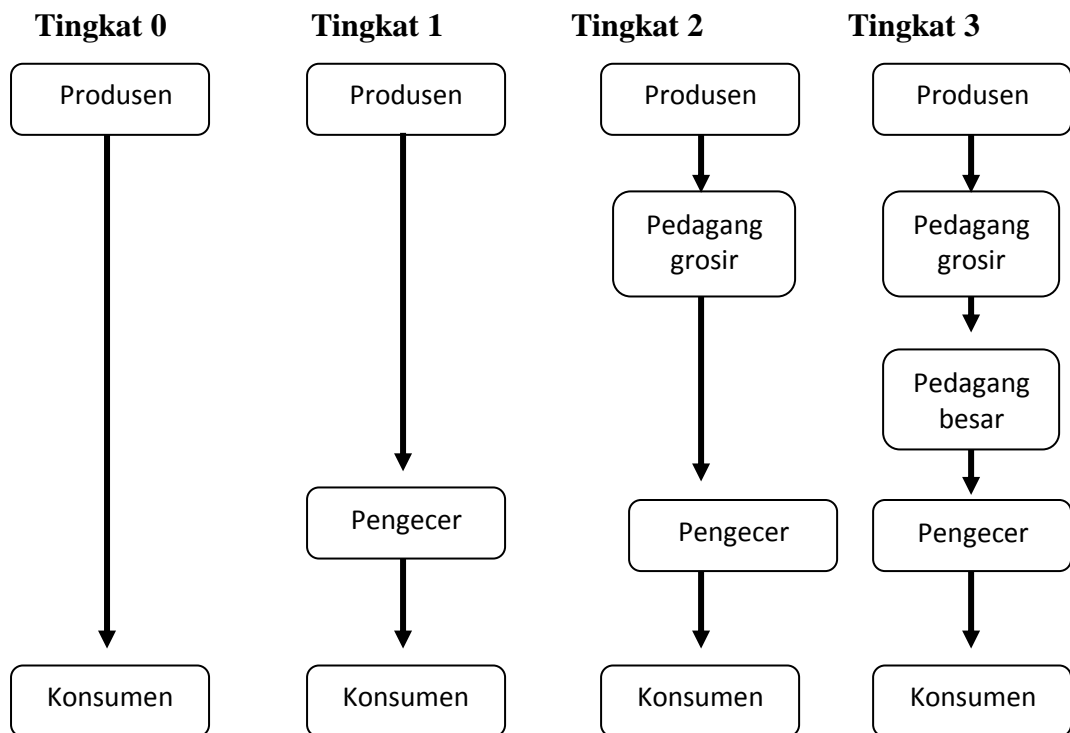 Tingkat 0 Tingkat 1 Tingkat 2 Tingkat 3
Produsen Produsen Produsen Produsen
Pedagang Pedagang
grosir grosir
Pedagang
besar
Pengecer Pengecer Pengecer
Konsumen Konsumen Konsumen Konsumen